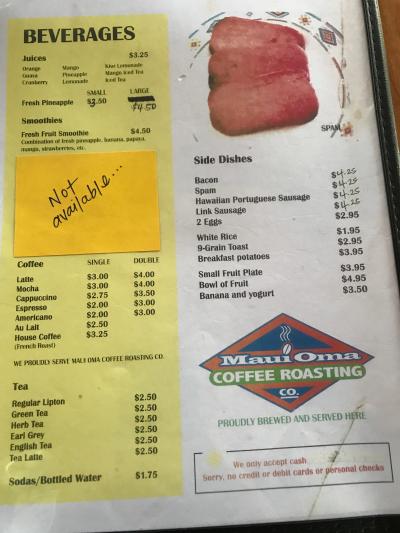 BEVERAGES
Juices $3.25
Orange Mango Kiwi Lemonade
Guava Pineapple Mango Iced Tea
Cranberry Lemonade Iced Tea
SMALL LARGE
Fresh Pineapple $3.50 $4.50
Smoothies
Fresh Fruit Smoothie $4.50
Combination of fresh pineapple, banana, papaya,
mango, strawberries, etc.
Not
available...
Coffee SINGLE DOUBLE
Latte $3.00 $4.00
Mocha $3.00 $4.00
Cappuccino $2.75 $3.50
Espresso $2.00 $3.00
Americano $2.00 $3.00
Au Lait $2.50
House Coffee $3.25
(French Roast)
WE PROUDLY SERVE MAUI OMA COFFEE ROASTING CO.
Tea
Regular Lipton $2.50
Green Tea $2.50
Herb Tea $2.50
Earl Grey $2.50
English Tea $2.50
Tea Latte $2.50
Sodas/Bottled Water $1.75
SPAM
Side Dishes
Bacon $4.25
Spam $4.25
Hawaiian Portuguese Sausage $4.25
Link Sausage $4.25
2 Eggs $2.95
White Rice $1.95
9-Grain Toast $2.95
Breakfast potatoes $3.95
Small Fruit Plate $3.95
Bowl of Fruit $4.95
Banana and yogurt $3.50
Maui Oma
COFFEE ROASTING
CO.
PROUDLY BREWED AND SERVED HERE
We only accept cash
Sorry, no credit or debit cards or personal checks